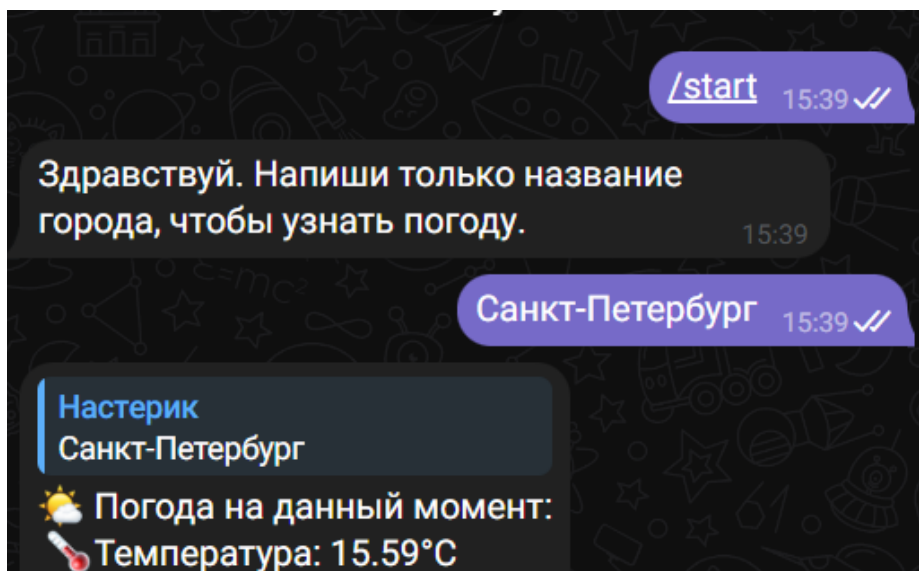 /start 15:39
Здравствуй. Напиши только название
города, чтобы узнать погоду. 15:39
Санкт-Петербург 15:39
Настерик
Санкт-Петербург
Погода на данный момент:
Температура: 15.59°C